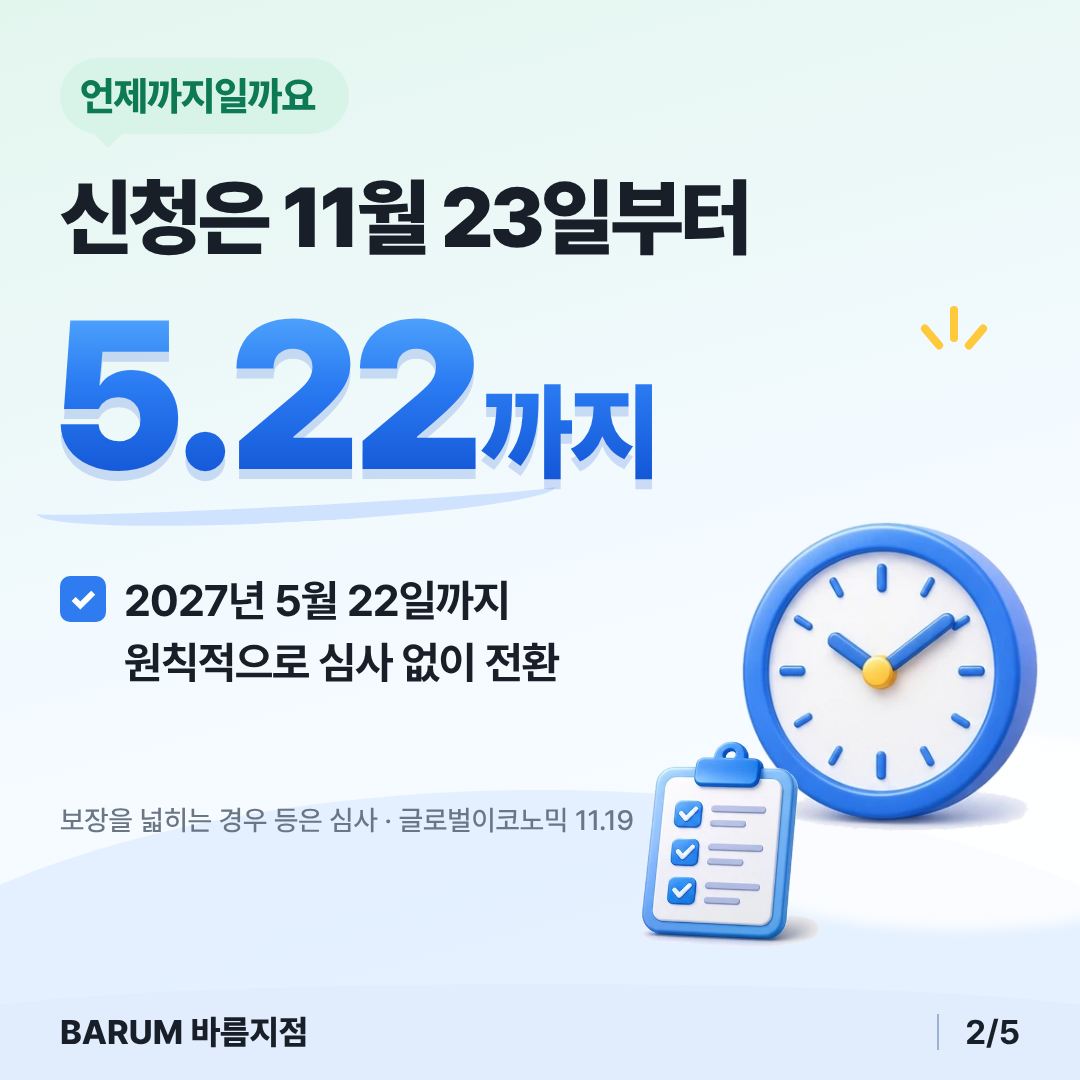 언제까지일까요
신청은 11월 23일부터
5.22까지
2027년 5월 22일까지
원칙적으로 심사 없이 전환
보장을 넓히는 경우 등은 심사 · 글로벌이코노믹 11.19
BARUM 바름지점
2/5